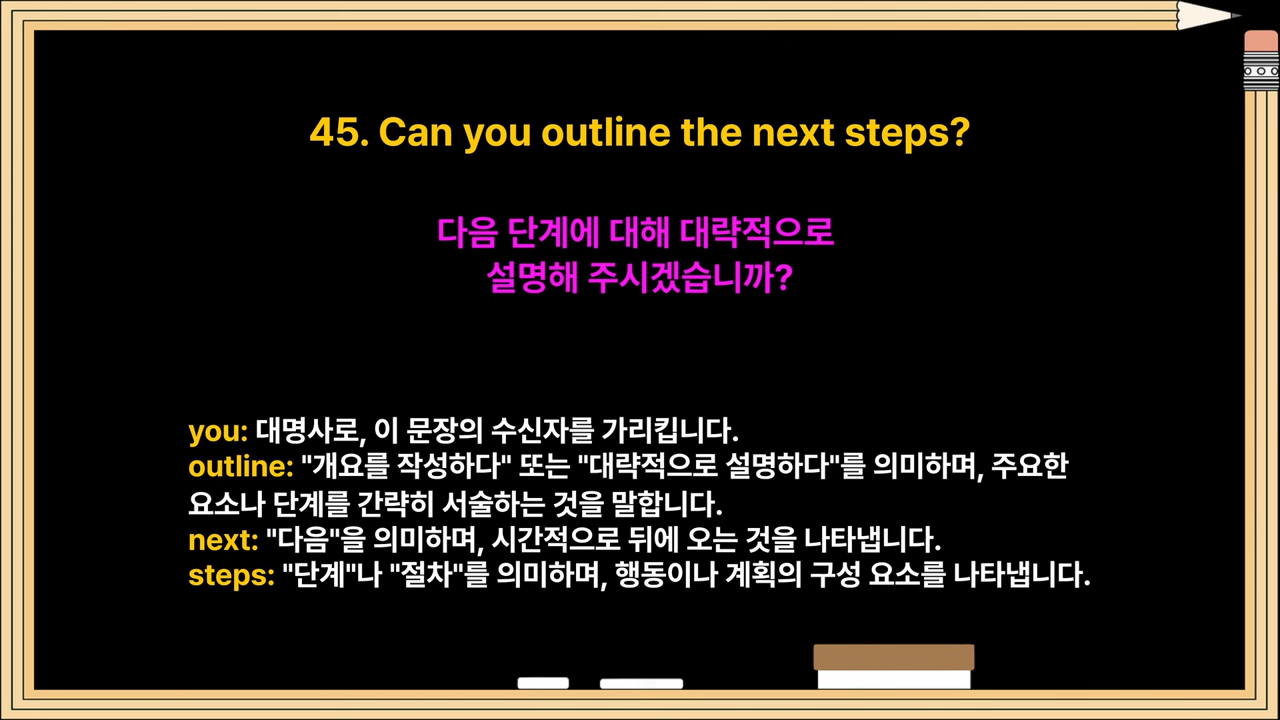 45. Can you outline the next steps?
다음 단계에 대해 대략적으로
설명해 주시겠습니까?
you: 대명사로, 이 문장의 수신자를 가리킵니다.
outline: "개요를 작성하다" 또는 "대략적으로 설명하다"를 의미하며, 주요한
요소나 단계를 간략히 서술하는 것을 말합니다.
next: "다음"을 의미하며, 시간적으로 뒤에 오는 것을 나타냅니다.
steps: "단계"나 "절차"를 의미하며, 행동이나 계획의 구성 요소를 나타냅니다.